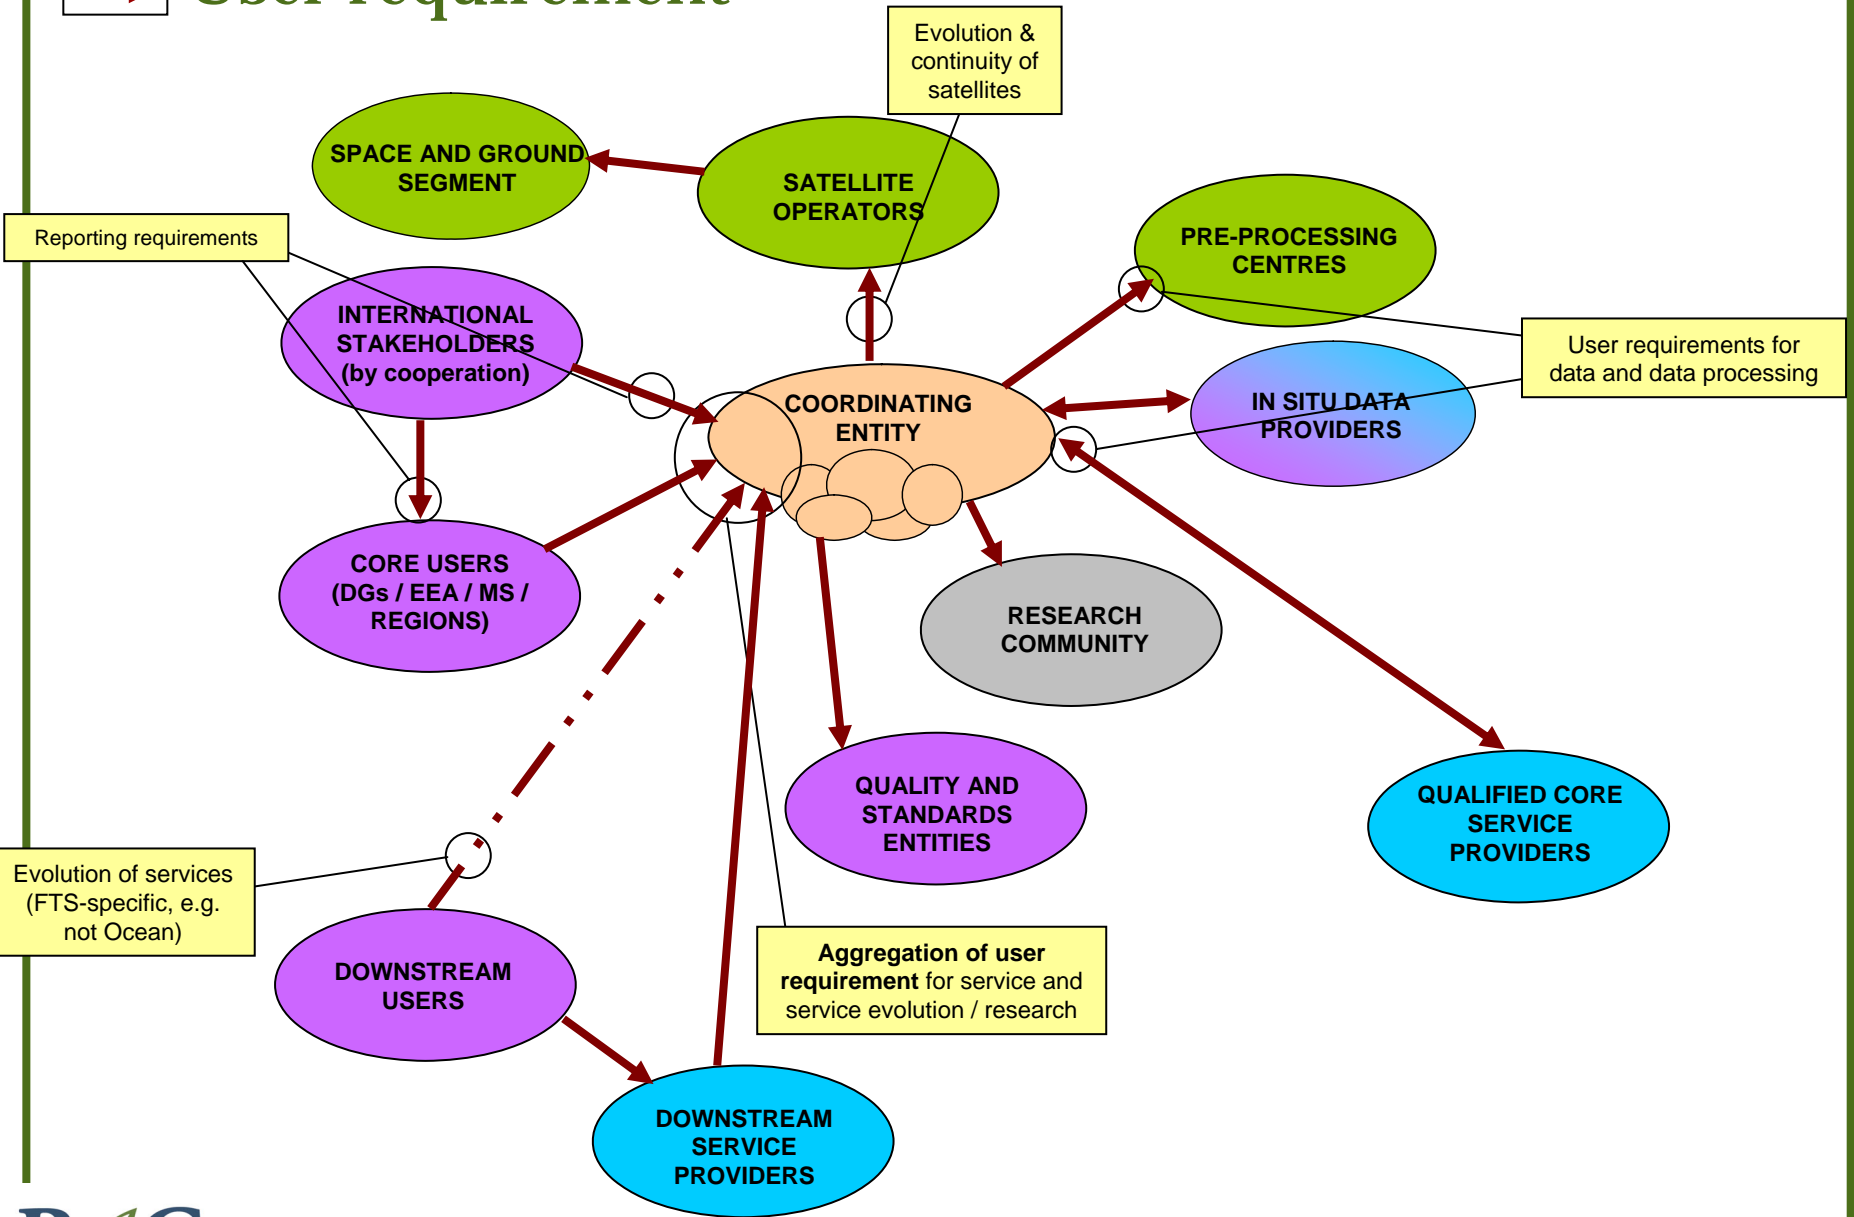 User requirement
Evolution &
continuity of
satellites
SPACE AND GROUND
SEGMENT
SATELLITE
OPERATORS
PRE-PROCESSING
CENTRES
Reporting requirements
INTERNATIONAL
STAKEHOLDERS
(by cooperation)
User requirements for
data and data processing
COORDINATING
ENTITY
IN SITU DATA
PROVIDERS
CORE USERS
(DGs / EEA / MS /
REGIONS)
RESEARCH
COMMUNITY
QUALITY AND
STANDARDS
ENTITIES
QUALIFIED CORE
SERVICE
PROVIDERS
Evolution of services
(FTS-specific, e.g.
not Ocean)
DOWNSTREAM
USERS
Aggregation of user
requirement for service and
service evolution / research
DOWNSTREAM
SERVICE
PROVIDERS